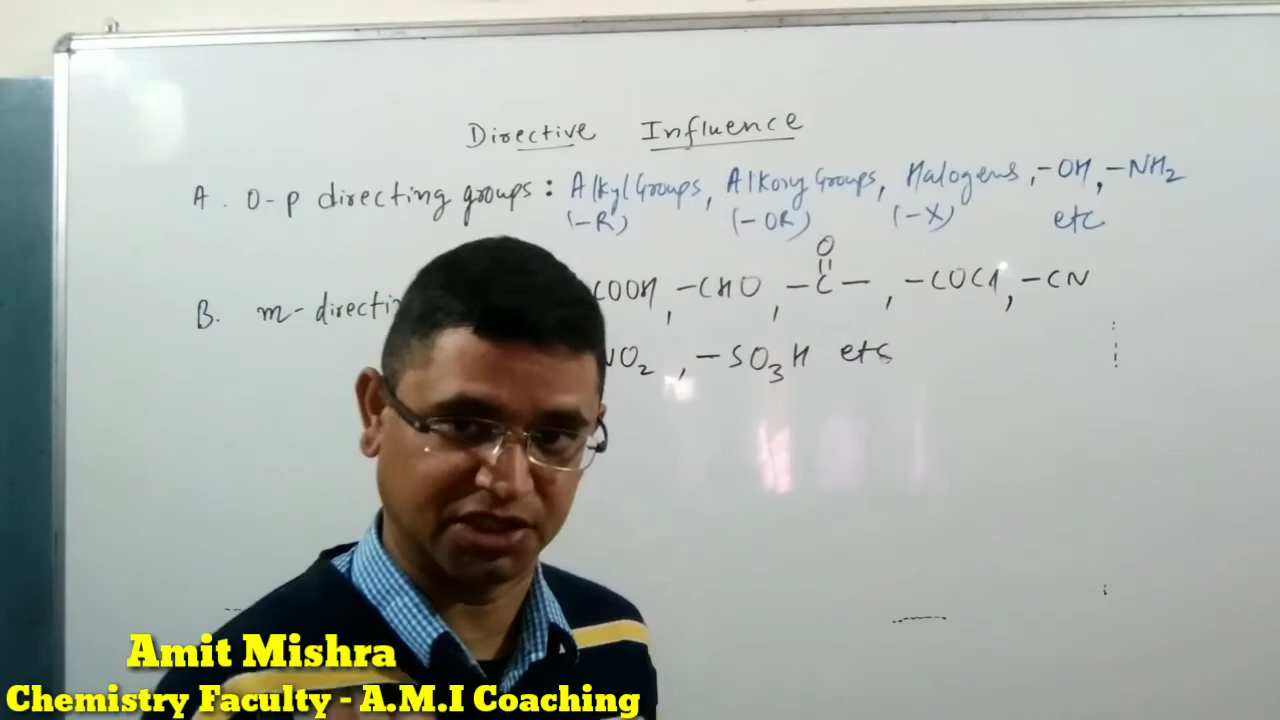 Directive Influence
A. O-p directing groups : Alkyl Groups, Alkoxy Groups, Halogens, -OH, -NH₂
(-R) (-OR) (-X) etc
O
B. m-directi COOH, -CHO, -C-, -COCl, -CN
NO₂, -SO₃H etc
Amit Mishra
Chemistry Faculty - A.M.I Coaching